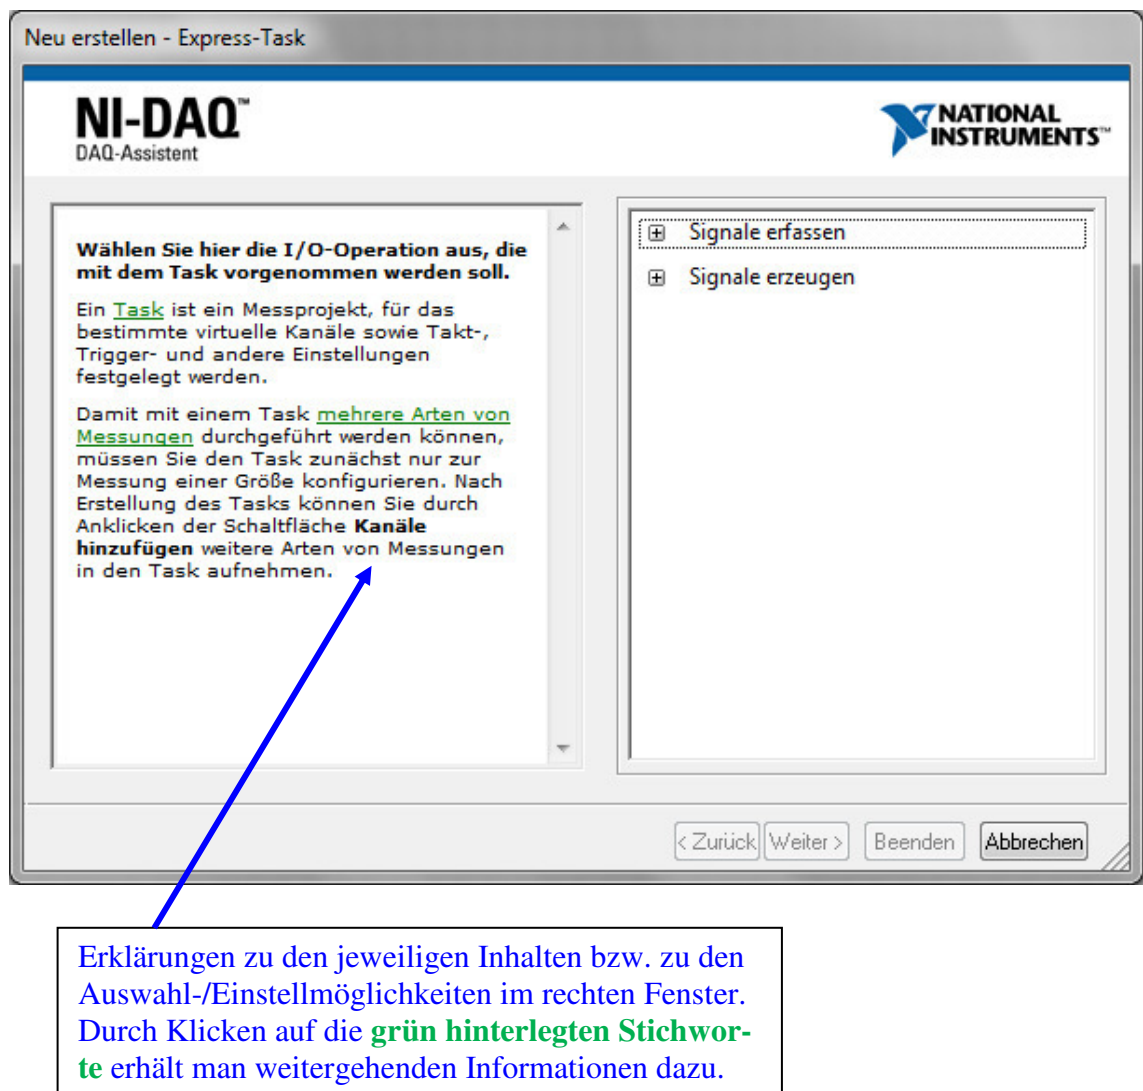 Neu erstellen - Express-Task
NI-DAQ™
DAQ-Assistent
NATIONAL
INSTRUMENTS™
Wählen Sie hier die I/O-Operation aus, die
mit dem Task vorgenommen werden soll.
Ein Task ist ein Messprojekt, für das
bestimmte virtuelle Kanäle sowie Takt-,
Trigger- und andere Einstellungen
festgelegt werden.
Damit mit einem Task mehrere Arten von
Messungen durchgeführt werden können,
müssen Sie den Task zunächst nur zur
Messung einer Größe konfigurieren. Nach
Erstellung des Tasks können Sie durch
Anklicken der Schaltfläche Kanäle
hinzufügen weitere Arten von Messungen
in den Task aufnehmen.
Signale erfassen
Signale erzeugen
< Zurück
Weiter >
Beenden
Abbrechen
Erklärungen zu den jeweiligen Inhalten bzw. zu den
Auswahl-/Einstellmöglichkeiten im rechten Fenster.
Durch Klicken auf die grün hinterlegten Stichwor-
te erhält man weitergehenden Informationen dazu.